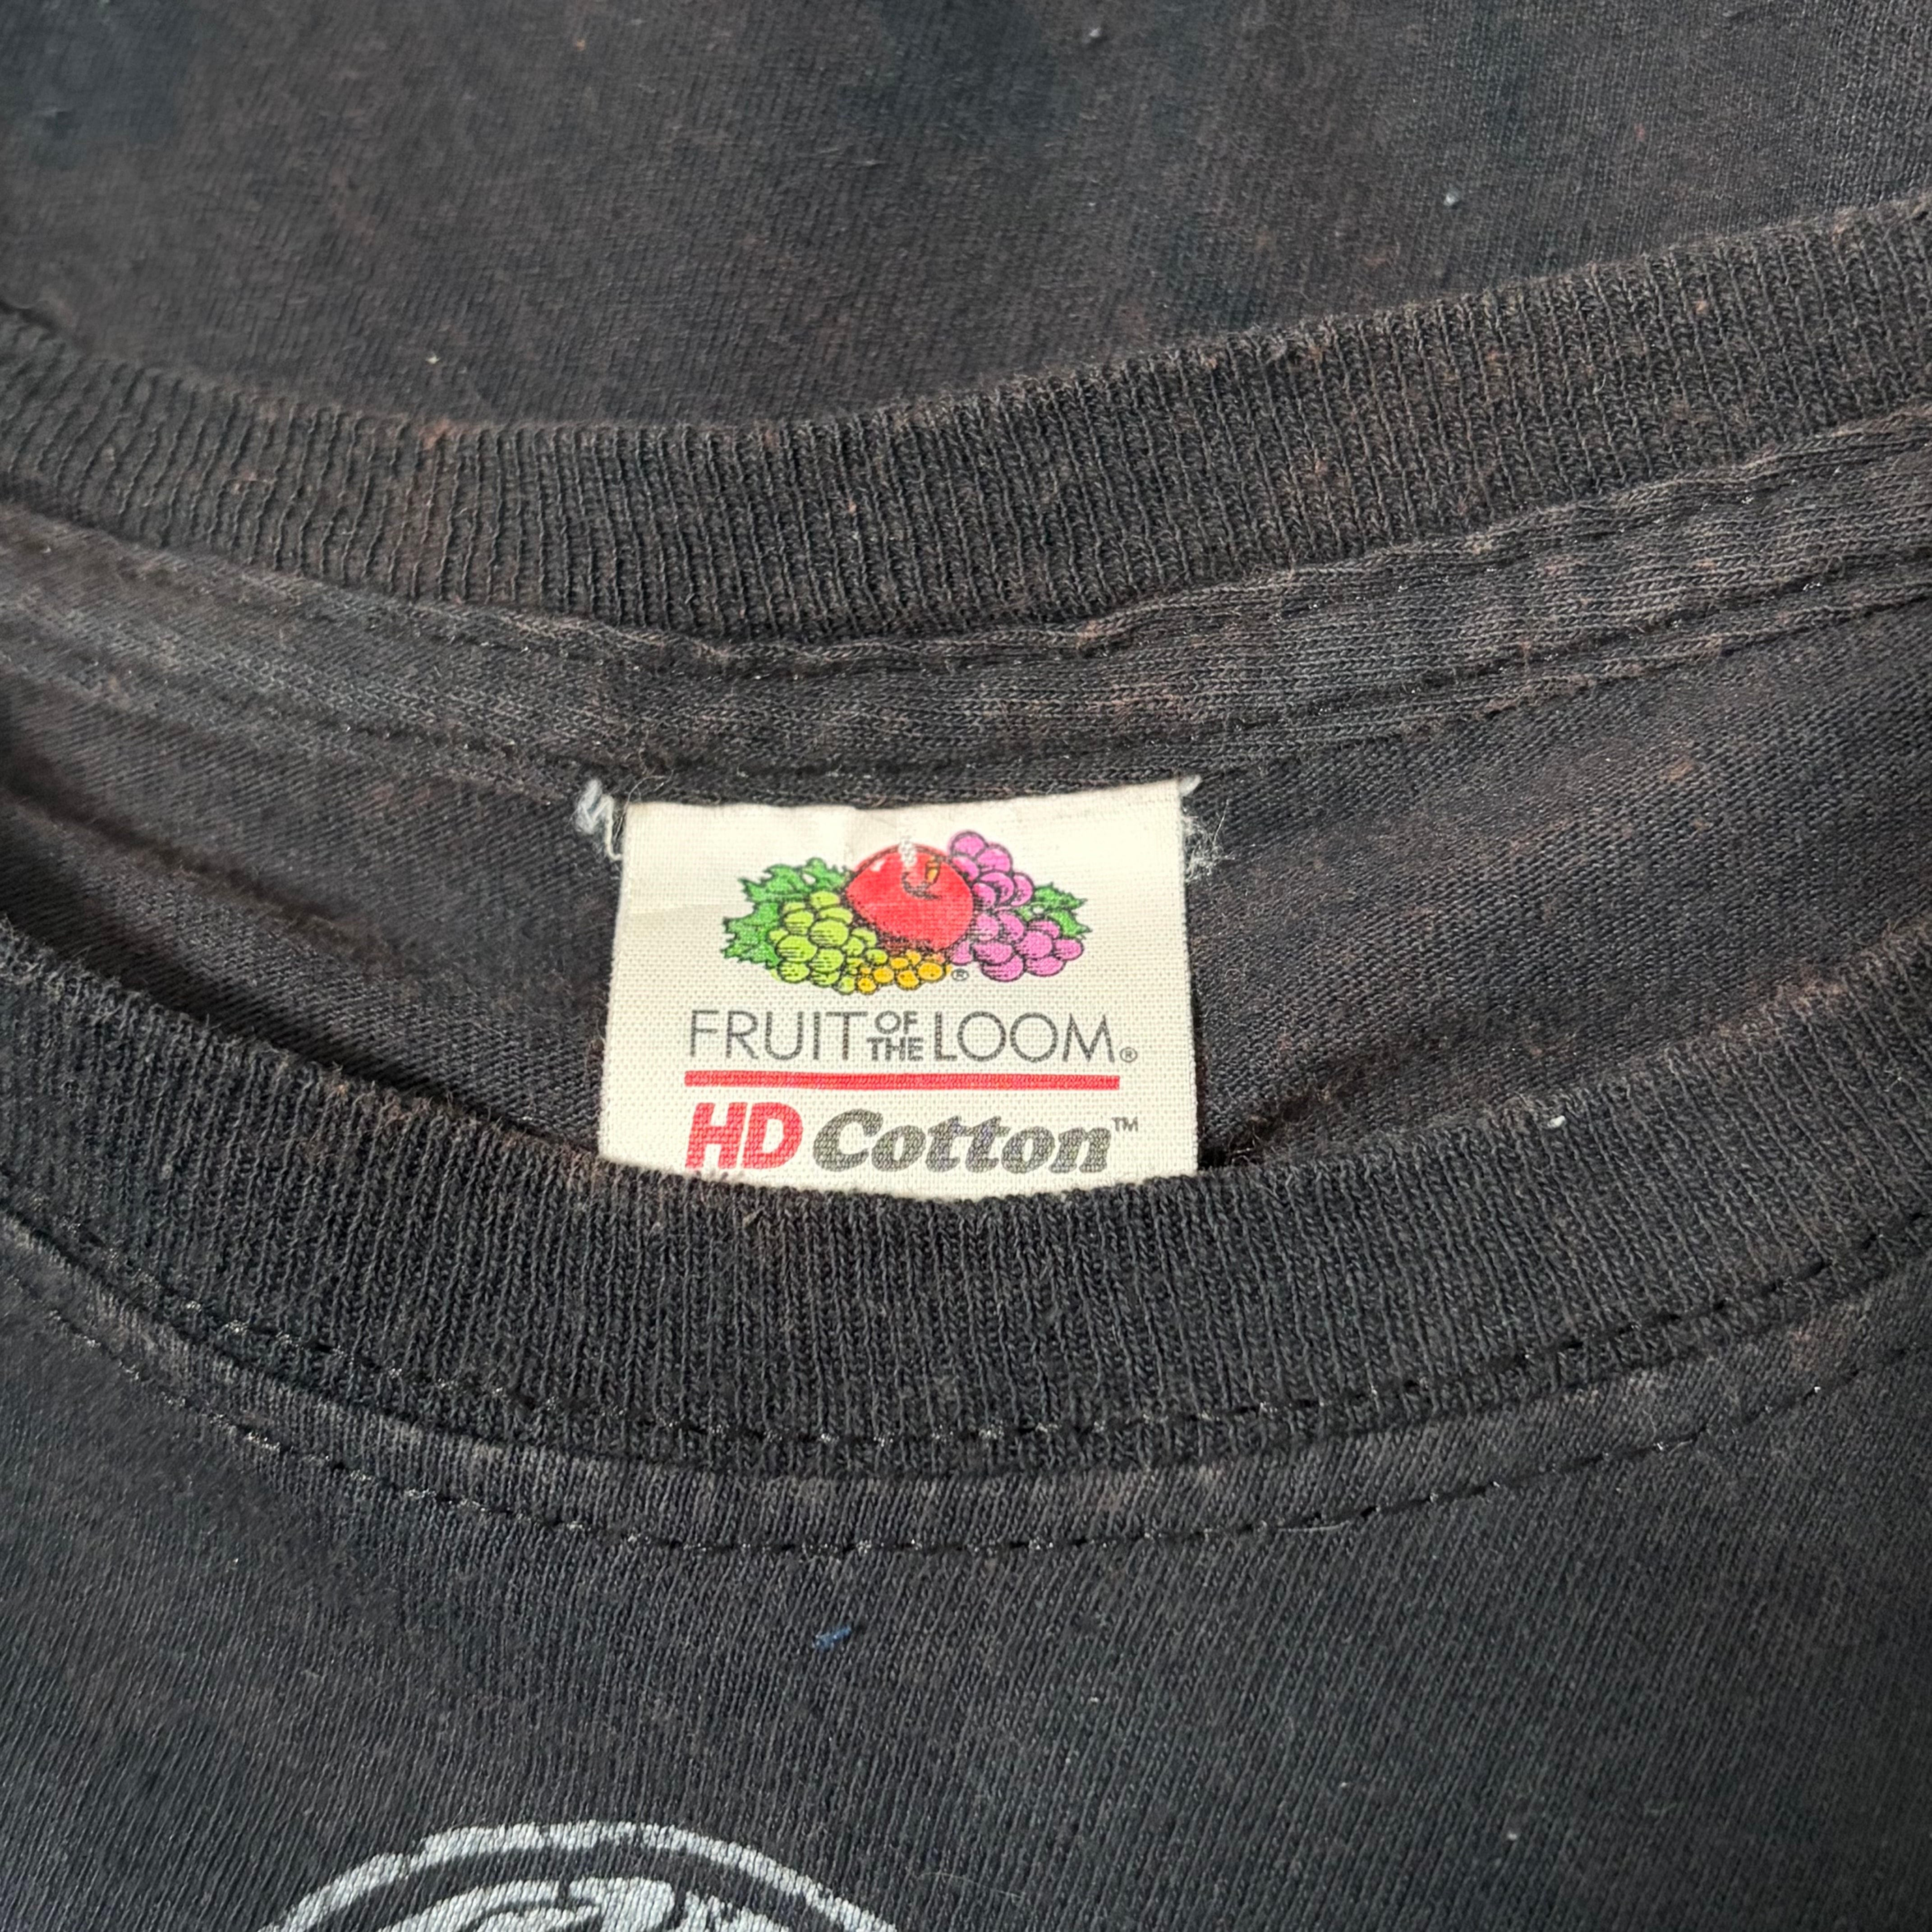 ®
FRUIT OF THE LOOM®
HD Cotton™